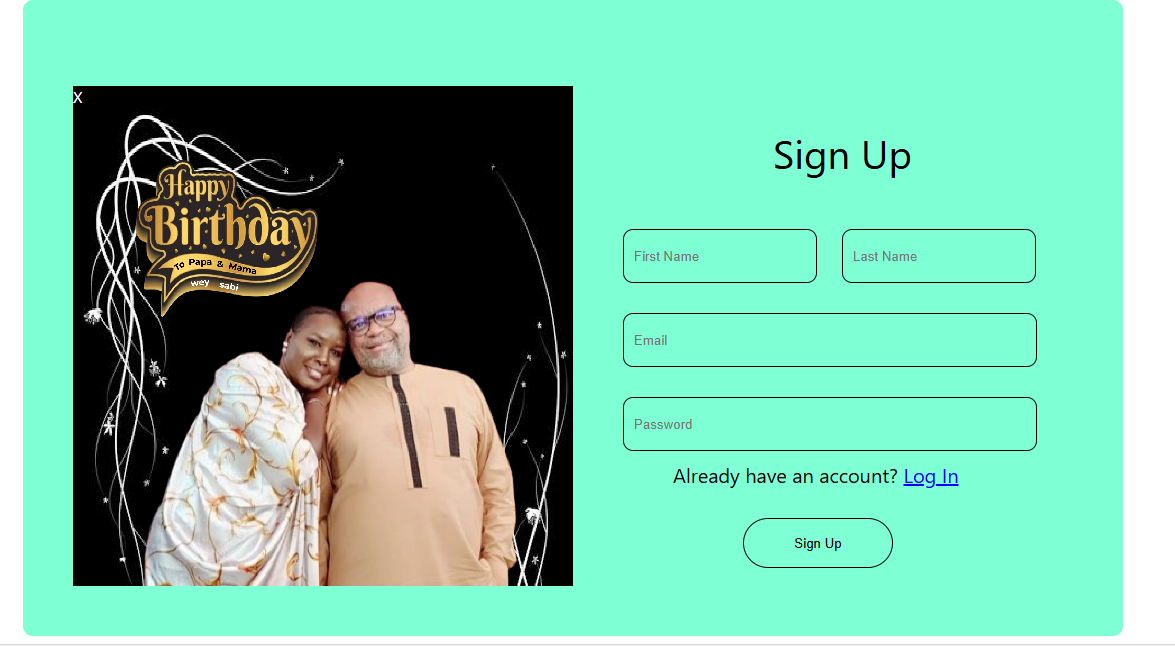 X
Happy
Birthday
To Papa & Mama
wey sabi
Sign Up
First Name
Last Name
Email
Password
Already have an account? Log In
Sign Up